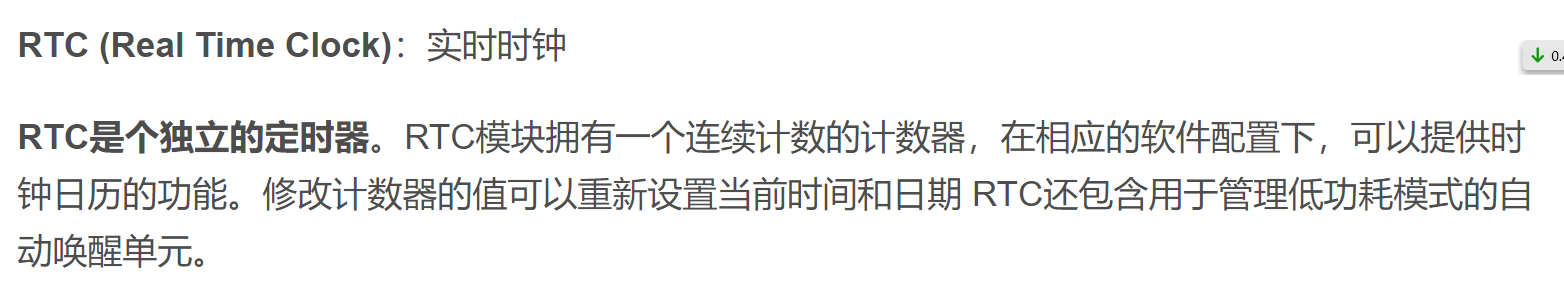 RTC (Real Time Clock)：实时时钟
0.4
RTC是个独立的定时器。RTC模块拥有一个连续计数的计数器，在相应的软件配置下，可以提供时
钟日历的功能。修改计数器的值可以重新设置当前时间和日期 RTC还包含用于管理低功耗模式的自
动唤醒单元。